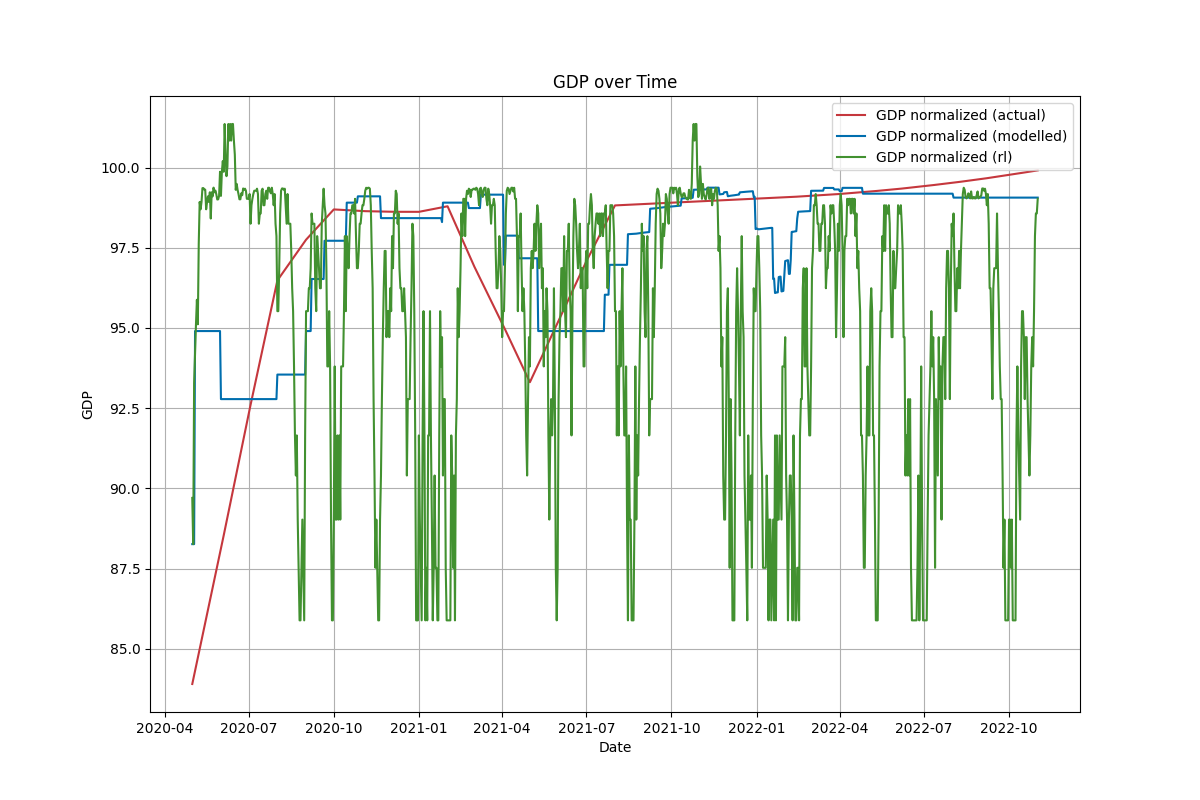 GDP over Time
GDP normalized (actual)
GDP normalized (modelled)
GDP normalized (rl)
100.0
97.5
95.0
92.5
90.0
87.5
85.0
GDP
2020-04 2020-07 2020-10 2021-01 2021-04 2021-07 2021-10 2022-01 2022-04 2022-07 2022-10
Date